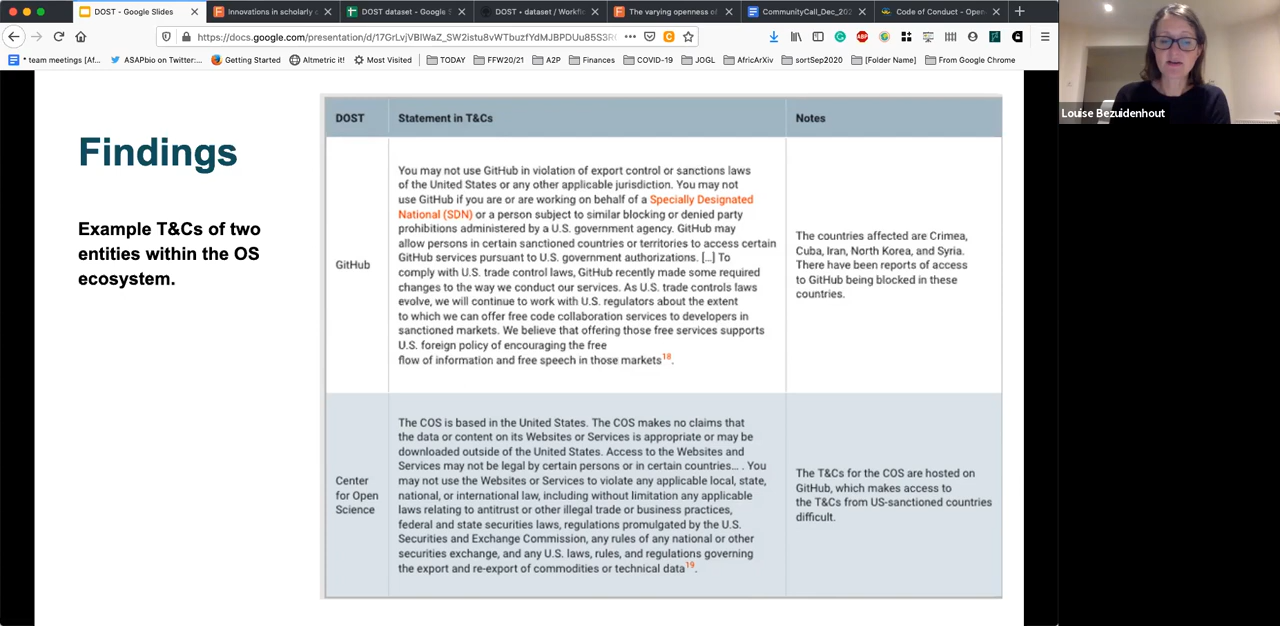 DOST - Google Slides
Innovations in scholarly c
DOST dataset - Google S
DOST • dataset / Workfl
The varying openness of
CommunityCall_Dec_202
Code of Conduct - Open
https://docs.google.com/presentation/d/17GrLvjVBIWaZ_SW2istu8vWTbuzfYdMJBPDUu85S3R
* team meetings [Af...
ASAPbio on Twitter:...
Getting Started
Altmetric it!
Most Visited
TODAY
FFW20/21
A2P
Finances
COVID-19
JOGL
AfricArXiv
sortSep2020
[Folder Name]
From Google Chrome
Findings
Example T&Cs of two
entities within the OS
ecosystem.
DOST
Statement in T&Cs
Notes
GitHub
You may not use GitHub in violation of export control or sanctions laws
of the United States or any other applicable jurisdiction. You may not
use GitHub if you are or are working on behalf of a Specially Designated
National (SDN) or a person subject to similar blocking or denied party
prohibitions administered by a U.S. government agency. GitHub may
allow persons in certain sanctioned countries or territories to access certain
GitHub services pursuant to U.S. government authorizations. [...] To
comply with U.S. trade control laws, GitHub recently made some required
changes to the way we conduct our services. As U.S. trade controls laws
evolve, we will continue to work with U.S. regulators about the extent
to which we can offer free code collaboration services to developers in
sanctioned markets. We believe that offering those free services supports
U.S. foreign policy of encouraging the free
flow of information and free speech in those markets18.
The countries affected are Crimea,
Cuba, Iran, North Korea, and Syria.
There have been reports of access
to GitHub being blocked in these
countries.
Center
for Open
Science
The COS is based in the United States. The COS makes no claims that
the data or content on its Websites or Services is appropriate or may be
downloaded outside of the United States. Access to the Websites and
Services may not be legal by certain persons or in certain countries... . You
may not use the Websites or Services to violate any applicable local, state,
national, or international law, including without limitation any applicable
laws relating to antitrust or other illegal trade or business practices,
federal and state securities laws, regulations promulgated by the U.S.
Securities and Exchange Commission, any rules of any national or other
securities exchange, and any U.S. laws, rules, and regulations governing
the export and re-export of commodities or technical data19.
The T&Cs for the COS are hosted on
GitHub, which makes access to
the T&Cs from US-sanctioned countries
difficult.
Louise Bezuidenhout